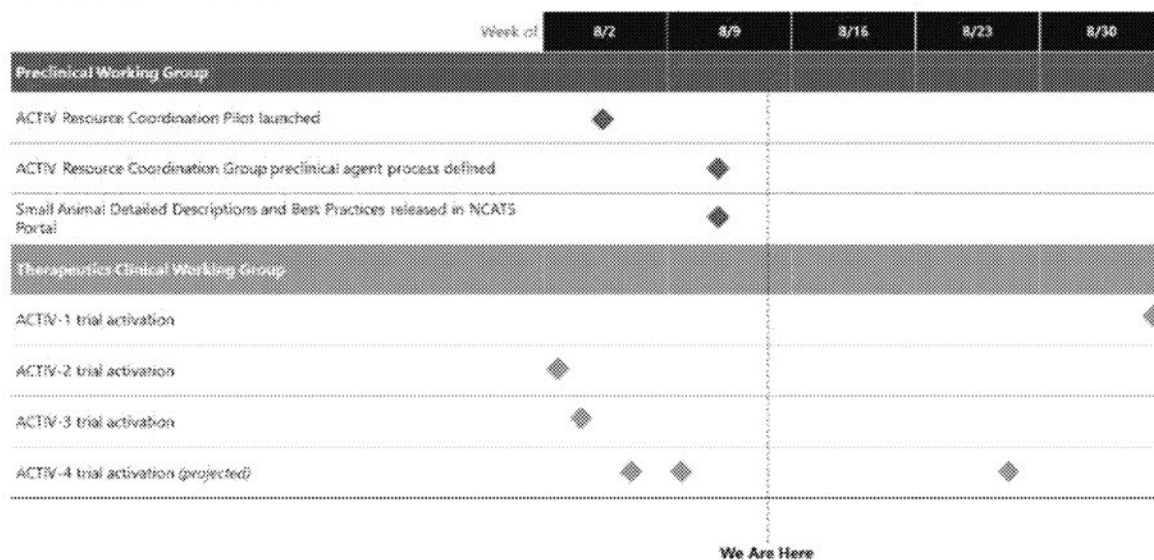 Week of 8/2 8/9 8/16 8/23 8/30
Preclinical Working Group
ACTIV Resource Coordination Pilot launched
ACTIV Resource Coordination Group preclinical agent process defined
Small Animal Detailed Descriptions and Best Practices released in NCATS
Portal
Therapeutics Clinical Working Group
ACTIV-1 trial activation
ACTIV-2 trial activation
ACTIV-3 trial activation
ACTIV-4 trial activation (projected)
We Are Here